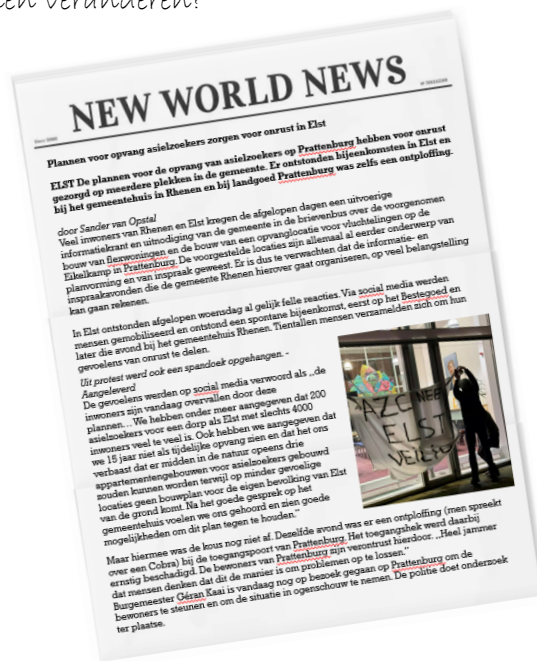 een veranderen?
NEW WORLD NEWS
Plannen voor opvang asielzoekers zorgen voor onrust in Elst
ELST De plannen voor de opvang van asielzoekers op Prattenburg hebben voor onrust
gezorgd op meerdere plekken in de gemeente. Er ontstonden bijeenkomsten in Elst en
bij het gemeentehuis in Rhenen en bij landgoed Prattenburg was zelfs een ontploffing.
door Sander van Opstal
Veel inwoners van Rhenen en Elst kregen de afgelopen dagen een uitvoerige
informatiekrant en uitnodiging van de gemeente in de brievenbus over de voorgenomen
bouw van flexwoningen en de bouw van een opvanglocatie voor vluchtelingen op de
Eikelkamp in Prattenburg. De voorgestelde locaties zijn allemaal al eerder onderwerp van
planvorming en van inspraak geweest. Er is dus te verwachten dat de informatie- en
inspraakavonden die de gemeente Rhenen hierover gaat organiseren, op veel belangstelling
kan gaan rekenen.
In Elst ontstonden afgelopen woensdag al gelijk felle reacties. Via social media werden
mensen gemobiliseerd en ontstond een spontane bijeenkomst, eerst op het Bestegoed en
later die avond bij het gemeentehuis Rhenen. Tientallen mensen verzamelden zich om hun
gevoelens van onrust te delen.
Uit protest werd ook een spandoek opgehangen. -
Aangeleverd
De gevoelens werden op social media verwoord als „de
inwoners zijn vandaag overvallen door deze
plannen… We hebben onder meer aangegeven dat 200
asielzoekers voor een dorp als Elst met slechts 4000
inwoners veel te veel is. Ook hebben we aangegeven dat
we 15 jaar niet als tijdelijke opvang zien en dat het ons
verbaast dat er midden in de natuur opeens drie
appartementengebouwen voor asielzoekers gebouwd
zouden kunnen worden terwijl op minder gevoelige
locaties geen bouwplan voor de eigen bevolking van Elst
van de grond komt. Na het goede gesprek op het
gemeentehuis voelen we ons gehoord en zien goede
mogelijkheden om dit plan tegen te houden.”
AZC NEE
ELST
VEILIG
Maar hiermee was de kous nog niet af. Dezelfde avond was er een ontploffing (men spreekt
over een Cobra) bij de toegangspoort van Prattenburg. Het toegangshek werd daarbij
ernstig beschadigd. De bewoners van Prattenburg zijn verontrust hierdoor. „Heel jammer
dat mensen denken dat dit de manier is om problemen op te lossen.”
Burgemeester Géran Kaai is vandaag nog op bezoek gegaan op Prattenburg om de
bewoners te steunen en om de situatie in ogenschouw te nemen. De politie doet onderzoek
ter plaatse.